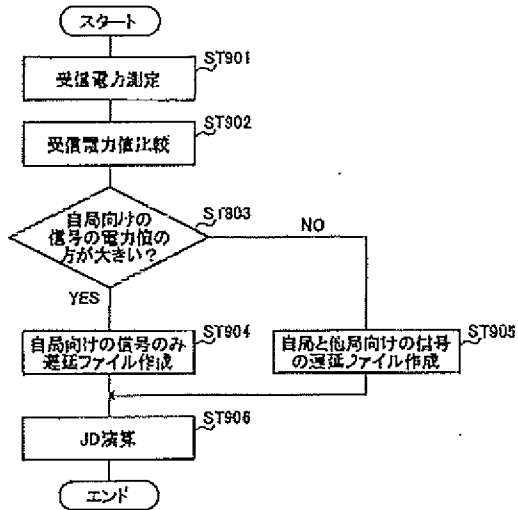 スタート
ST901
受信電力測定
ST902
受信電力値比較
ST903
自局向けの
信号の電力値の
方が大きい?
NO
YES
ST904
自局向けの信号のみ
遅延ファイル作成
ST905
自局と他局向けの信号
の遅延ファイル作成
ST906
JD演算
エンド